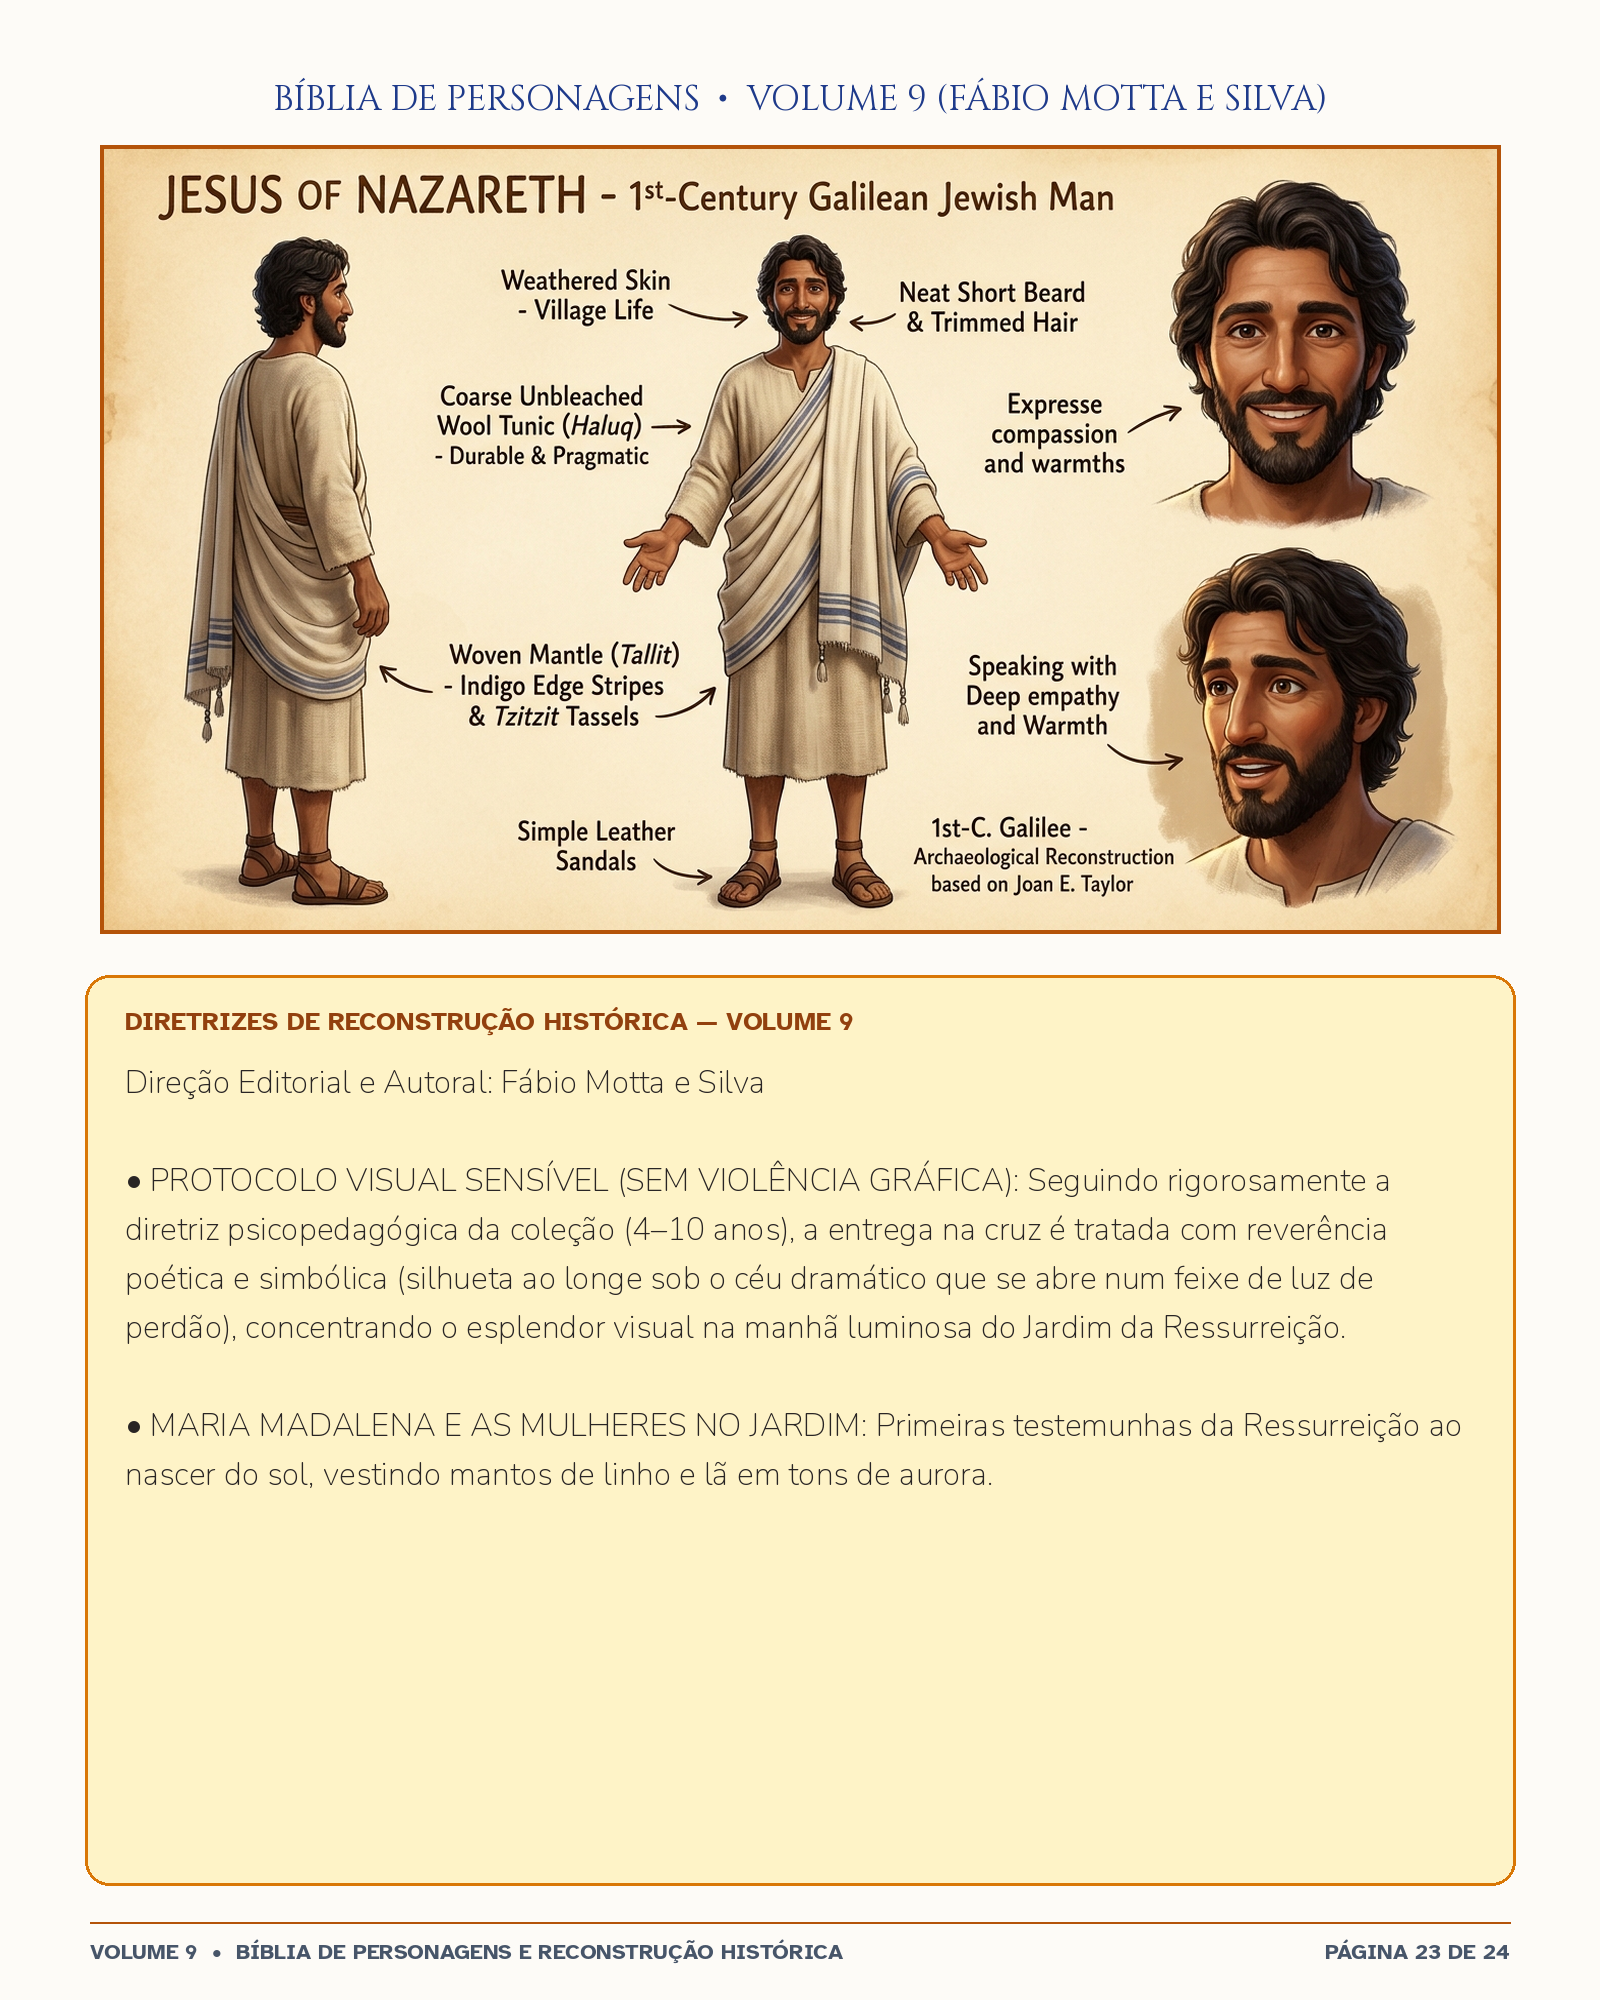 BÍBLIA DE PERSONAGENS • VOLUME 9 (FÁBIO MOTTA E SILVA)
JESUS OF NAZARETH - 1st-Century Galilean Jewish Man
Weathered Skin
- Village Life
Neat Short Beard
& Trimmed Hair
Coarse Unbleached
Wool Tunic (Haluq)
- Durable & Pragmatic
Expresse
compassion
and warmths
Woven Mantle (Tallit)
- Indigo Edge Stripes
& Tzitzit Tassels
Speaking with
Deep empathy
and Warmth
Simple Leather
Sandals
1st-C. Galilee -
Archaeological Reconstruction
based on Joan E. Taylor
DIRETRIZES DE RECONSTRUÇÃO HISTÓRICA — VOLUME 9
Direção Editorial e Autoral: Fábio Motta e Silva
● PROTOCOLO VISUAL SENSÍVEL (SEM VIOLÊNCIA GRÁFICA): Seguindo rigorosamente a
diretriz psicopedagógica da coleção (4–10 anos), a entrega na cruz é tratada com reverência
poética e simbólica (silhueta ao longe sob o céu dramático que se abre num feixe de luz de
perdão), concentrando o esplendor visual na manhã luminosa do Jardim da Ressurreição.
● MARIA MADALENA E AS MULHERES NO JARDIM: Primeiras testemunhas da Ressurreição ao
nascer do sol, vestindo mantos de linho e lã em tons de aurora.
VOLUME 9 • BÍBLIA DE PERSONAGENS E RECONSTRUÇÃO HISTÓRICA
PÁGINA 23 DE 24